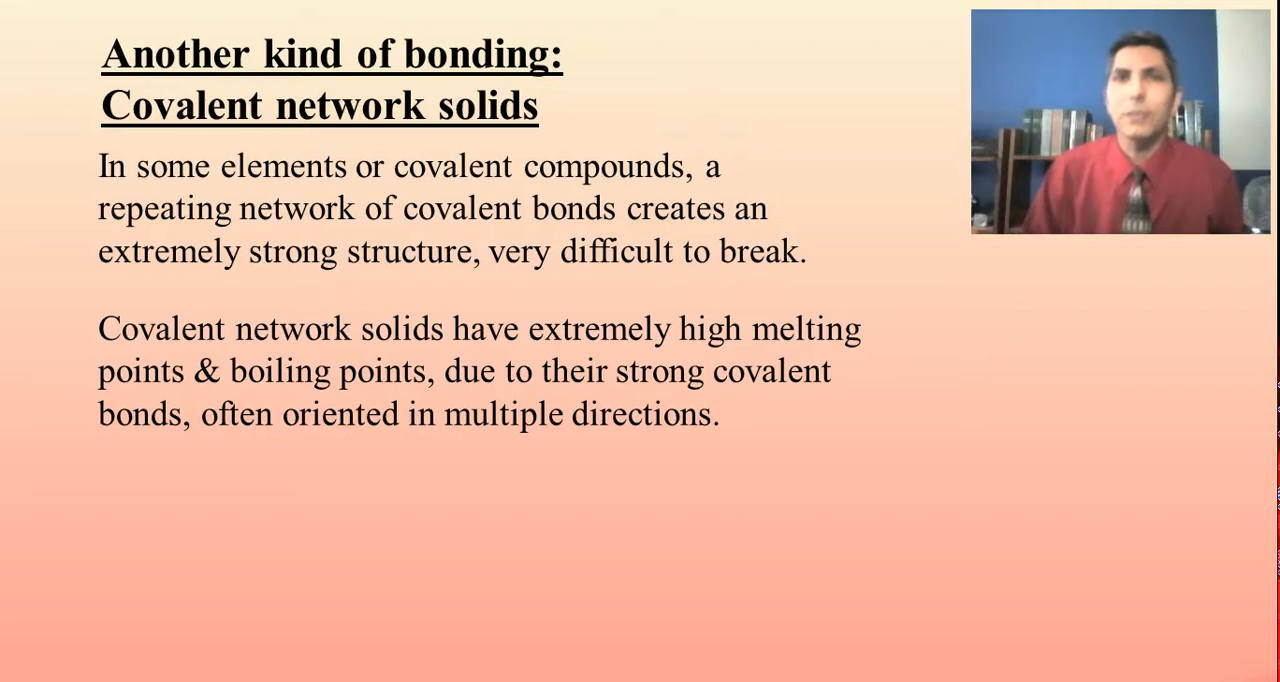 Another kind of bonding:
Covalent network solids
In some elements or covalent compounds, a
repeating network of covalent bonds creates an
extremely strong structure, very difficult to break.
Covalent network solids have extremely high melting
points & boiling points, due to their strong covalent
bonds, often oriented in multiple directions.